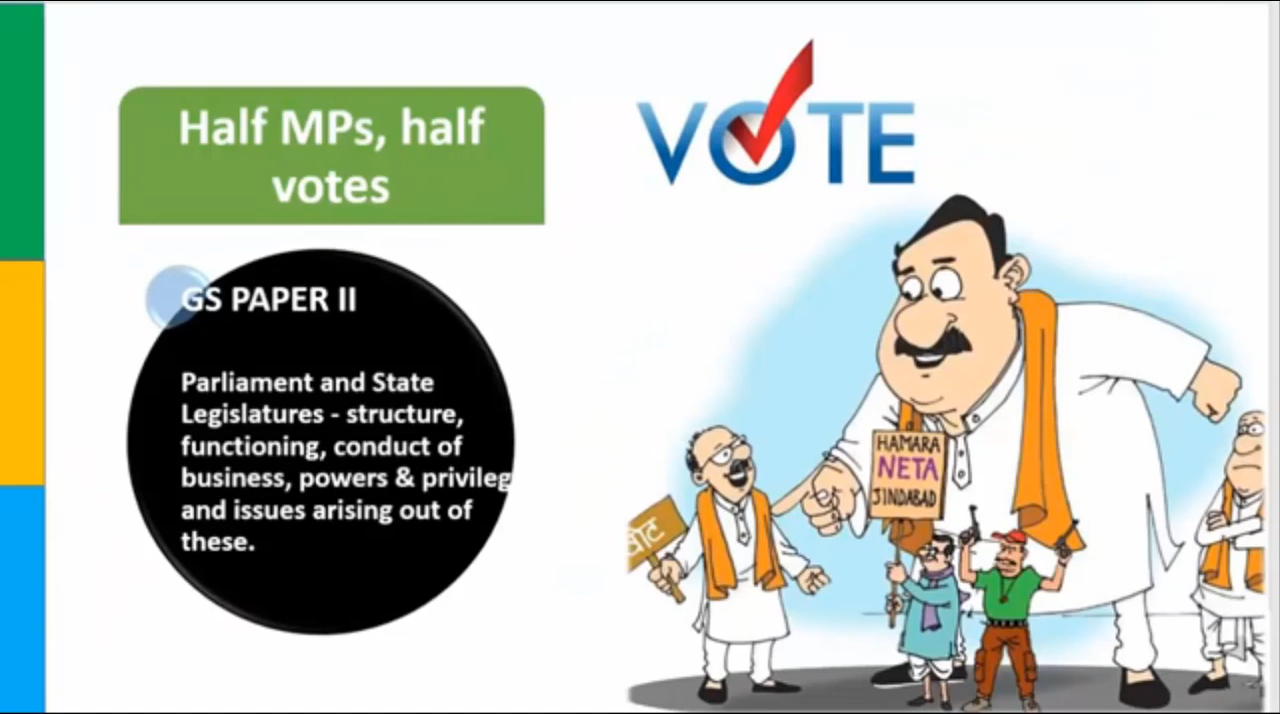 Half MPs, half
votes
VOTE
GS PAPER II
Parliament and State
Legislatures - structure,
functioning, conduct of
business, powers & privileg
and issues arising out of
these.
HAMARA
NETA
JINDABAD
वोट